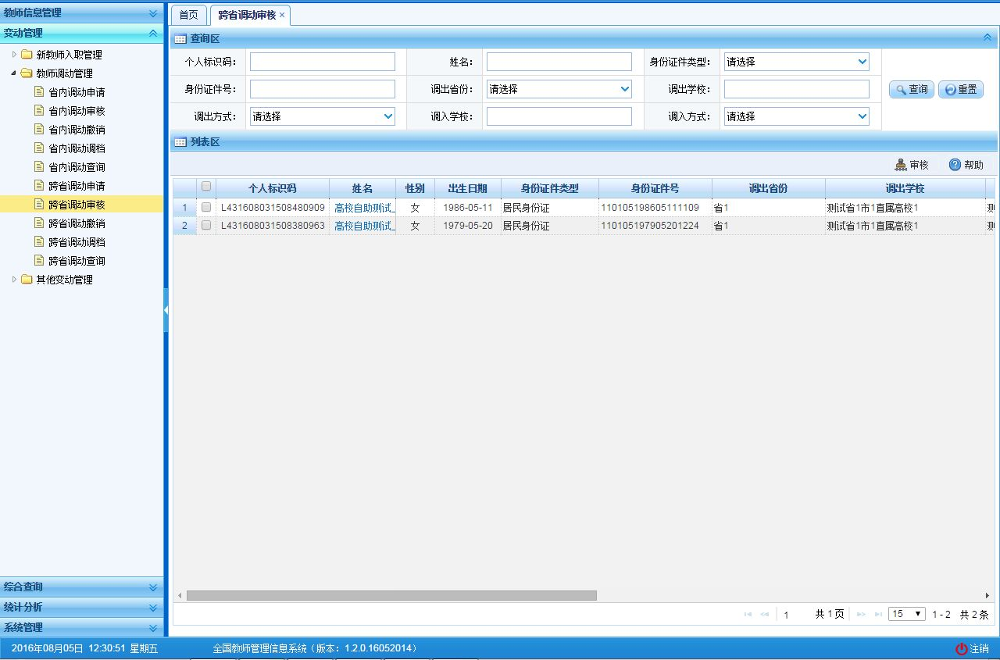 教师信息管理
变动管理
新教师入职管理
教师调动管理
省内调动申请
省内调动审核
省内调动撤销
省内调动调档
省内调动查询
跨省调动申请
跨省调动审核
跨省调动撤销
跨省调动调档
跨省调动查询
其他变动管理
综合查询
统计分析
系统管理
首页 跨省调动审核 ×
查询区
个人标识码： 姓名： 身份证件类型： 请选择
身份证件号： 调出省份： 请选择 调出学校：
调出方式： 请选择 调入学校： 调入方式： 请选择
查询 重置
列表区
审核 帮助
个人标识码 姓名 性别 出生日期 身份证件类型 身份证件号 调出省份 调出学校
1 L431608031508480909 高校自助测试_ 女 1986-05-11 居民身份证 110105198605111109 省1 测试省1市1直属高校1 测
2 L431608031508380963 高校自助测试_ 女 1979-05-20 居民身份证 110105197905201224 省1 测试省1市1直属高校1 测
1 共 1 页 15 1 - 2 共 2 条
2016年08月05日 12:30:51 星期五 全国教师管理信息系统（版本：1.2.0.16052014） 注销